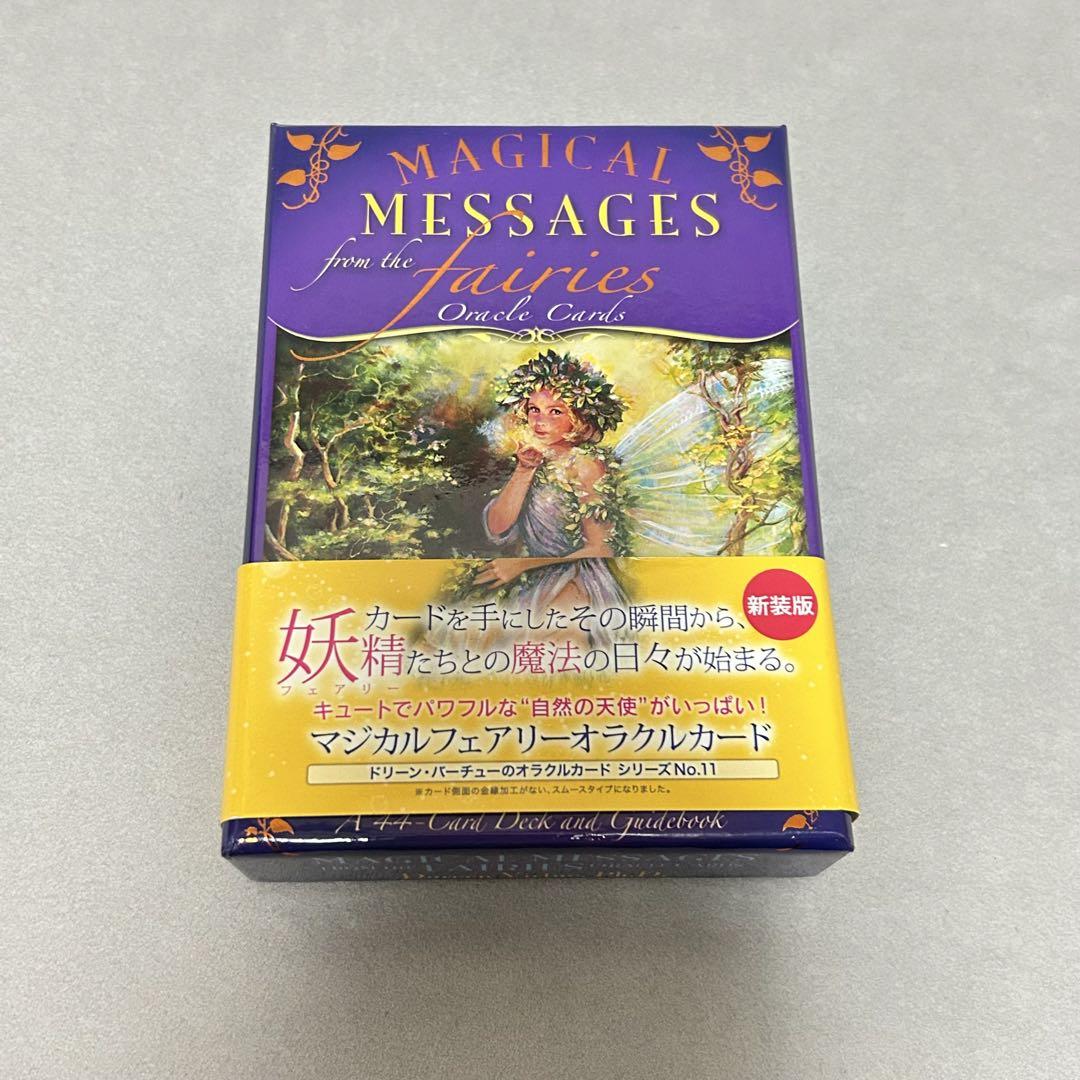 MAGICAL
MESSAGES
from the fairies
Oracle Cards
新装版
カードを手にしたその瞬間から、
妖精たちとの魔法の日々が始まる。
フェアリー
キュートでパワフルな“自然の天使”がいっぱい!
マジカルフェアリーオラクルカード
ドリーン・バーチューのオラクルカード シリーズNo.11
※カード側面の金縁加工がない、スムースタイプになりました。
A 44-Card Deck and Guidebook
MAGICAL MESSAGES